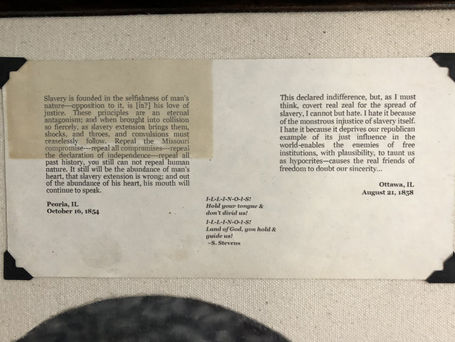 Slavery is founded in the selfishness of man's
nature—opposition to it, is [in?] his love of
justice. These principles are an eternal
antagonism; and when brought into collision
so fiercely, as slavery extension brings them,
shocks, and throes, and convulsions must
ceaselessly follow. Repeal the Missouri
compromise—repeal all compromises—repeal
the declaration of independence—repeal all
past history, you still can not repeal human
nature. It still will be the abundance of man's
heart, that slavery extension is wrong; and out
of the abundance of his heart, his mouth will
continue to speak.
Peoria, IL
October 16, 1854
I-L-L-I-N-O-I-S!
Hold your tongue &
don't divid us!
I-L-L-I-N-O-I-S!
Land of God, you hold &
guide us!
~S. Stevens
This declared indifference, but, as I must
think, covert real zeal for the spread of
slavery, I cannot but hate. I hate it because
of the monstrous injustice of slavery itself.
I hate it because it deprives our republican
example of its just influence in the
world-enables the enemies of free
institutions, with plausibility, to taunt us
as hypocrites—causes the real friends of
freedom to doubt our sincerity...
Ottawa, IL
August 21, 1858